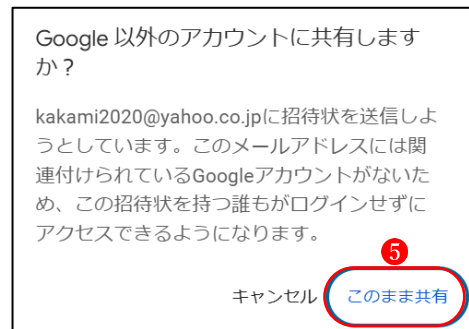 Google 以外のアカウントに共有します
か？
kakami2020@yahoo.co.jpに招待状を送信しよ
うとしています。このメールアドレスには関
連付けられているGoogleアカウントがないた
め、この招待状を持つ誰もがログインせずに
アクセスできるようになります。
5
キャンセル このまま共有